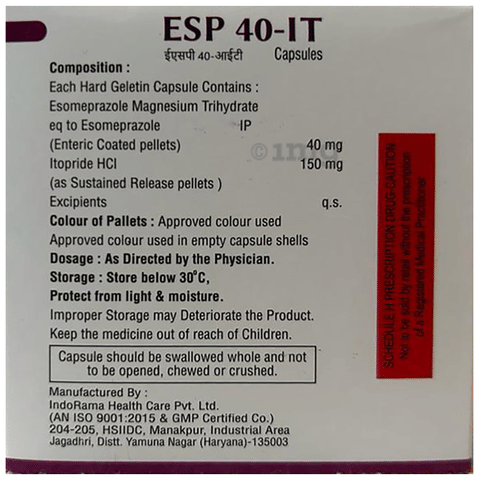 ESP 40-IT
ईएसपी 40-आईटी Capsules
Composition :
Each Hard Geletin Capsule Contains :
Esomeprazole Magnesium Trihydrate
eq to Esomeprazole IP
(Enteric Coated pellets) 40 mg
Itopride HCl 150 mg
(as Sustained Release pellets )
Excipients q.s.
Colour of Pallets : Approved colour used
Approved colour used in empty capsule shells
Dosage : As Directed by the Physician.
Storage : Store below 30°C,
Protect from light & moisture.
Improper Storage may Deteriorate the Product.
Keep the medicine out of reach of Children.
Capsule should be swallowed whole and not
to be opened, chewed or crushed.
Manufactured By :
IndoRama Health Care Pvt. Ltd.
(AN ISO 9001:2015 & GMP Certified Co.)
204-205, HSIIDC, Manakpur, Industrial Area
Jagadhri, Distt. Yamuna Nagar (Haryana)-135003
SCHEDULE H PRESCRIPTION DRUG-CAUTION
Not to be sold by retail without the prescription
of a Registered Medical Practitioner
©1mg